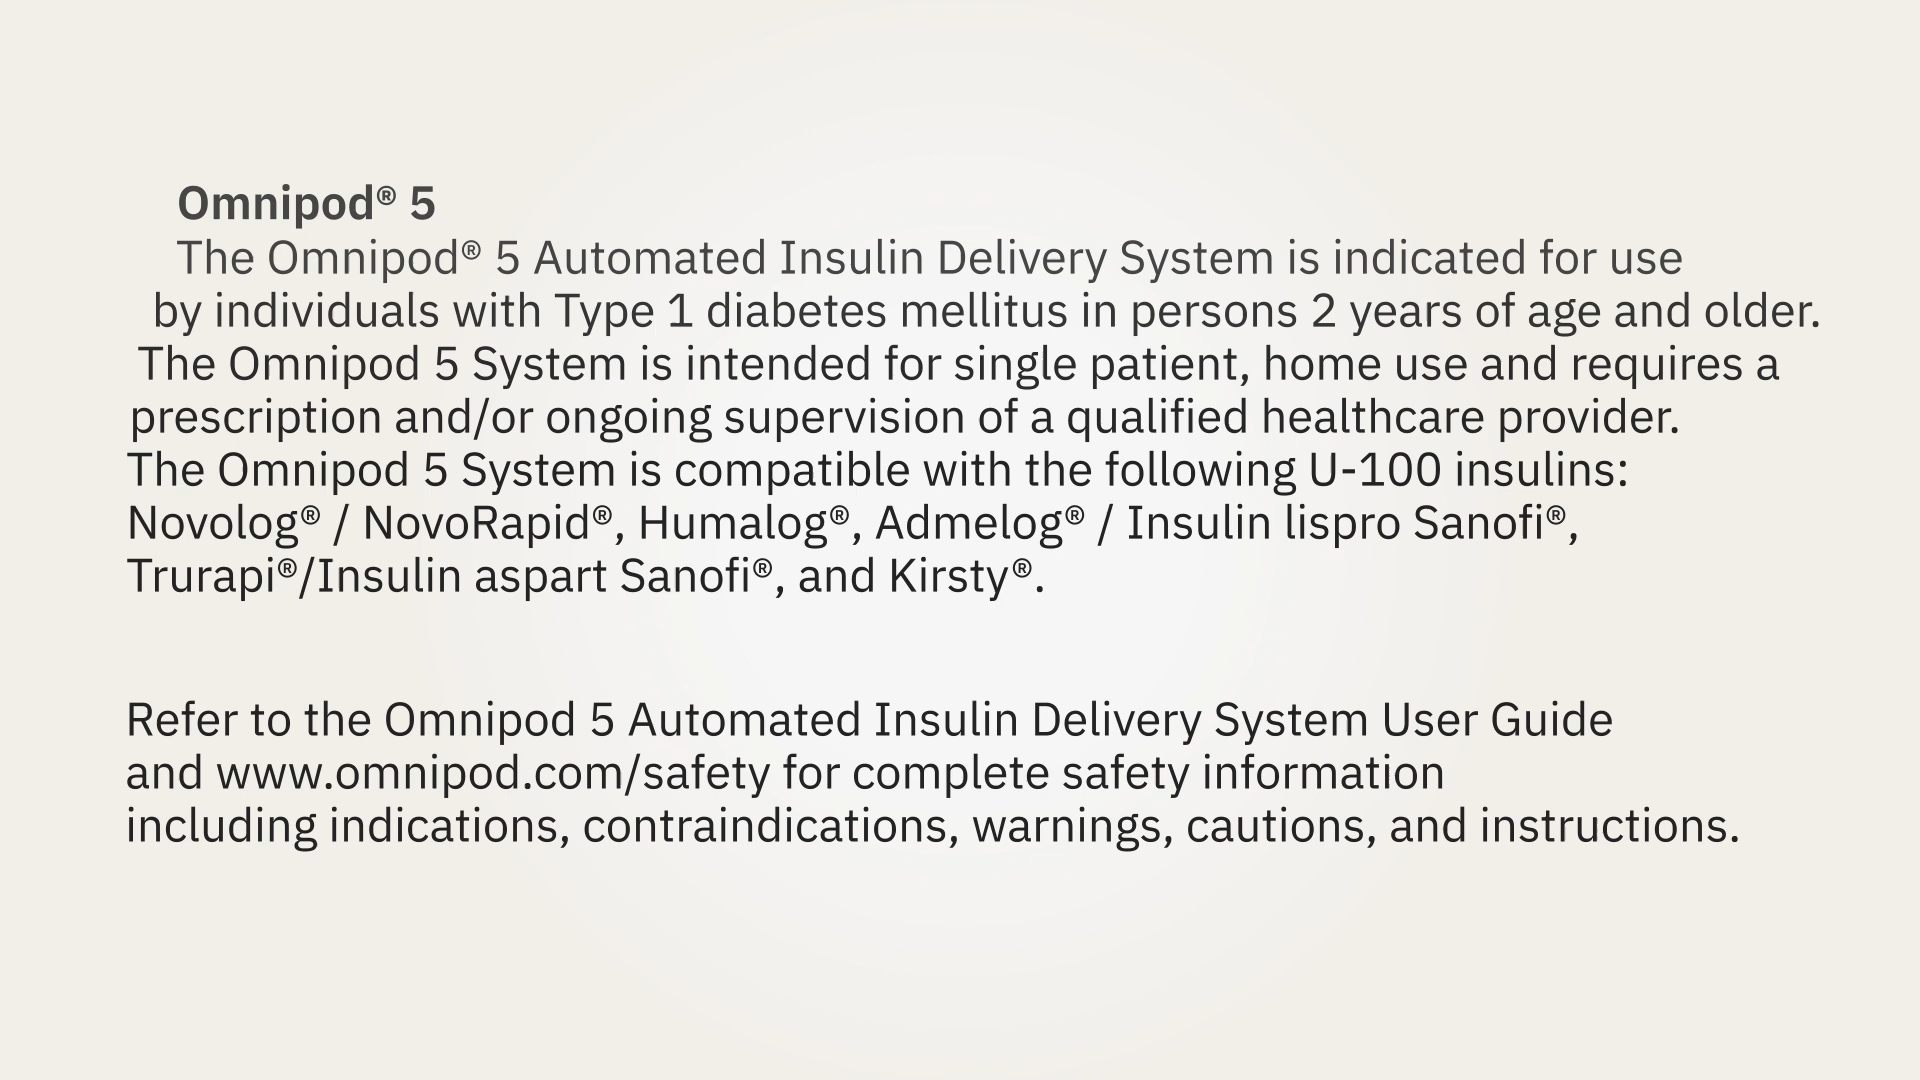 Omnipod® 5
The Omnipod® 5 Automated Insulin Delivery System is indicated for use
by individuals with Type 1 diabetes mellitus in persons 2 years of age and older.
The Omnipod 5 System is intended for single patient, home use and requires a
prescription and/or ongoing supervision of a qualified healthcare provider.
The Omnipod 5 System is compatible with the following U-100 insulins:
Novolog® / NovoRapid®, Humalog®, Admelog® / Insulin lispro Sanofi®,
Trurapi®/Insulin aspart Sanofi®, and Kirsty®.
Refer to the Omnipod 5 Automated Insulin Delivery System User Guide
and www.omnipod.com/safety for complete safety information
including indications, contraindications, warnings, cautions, and instructions.